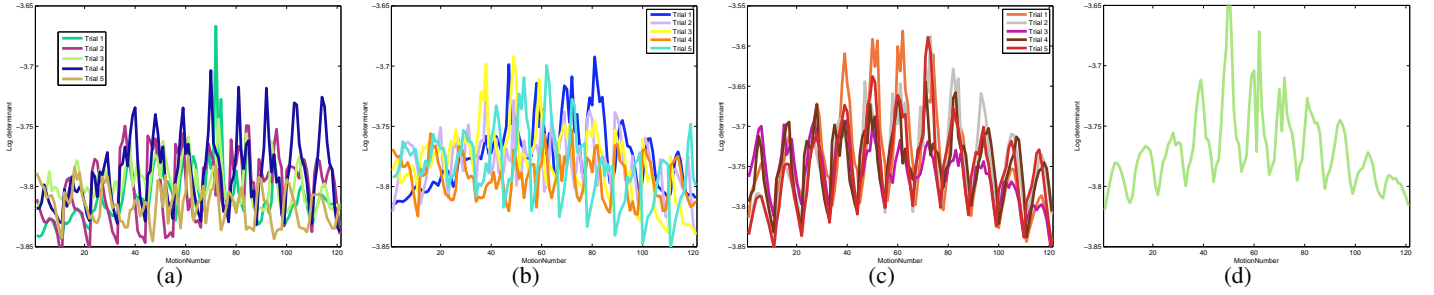 −3.65
−3.7
−3.75
−3.8
−3.85
Log determinant
20 40 60 80 100 120
MotionNumber
Trial 1
Trial 2
Trial 3
Trial 4
Trial 5
(a)
−3.65
−3.7
−3.75
−3.8
−3.85
Log determinant
20 40 60 80 100 120
MotionNumber
Trial 1
Trial 2
Trial 3
Trial 4
Trial 5
(b)
−3.55
−3.6
−3.65
−3.7
−3.75
−3.8
−3.85
Log determinant
20 40 60 80 100 120
MotionNumber
Trial 1
Trial 2
Trial 3
Trial 4
Trial 5
(c)
−3.65
−3.7
−3.75
−3.8
−3.85
Log determinant
20 40 60 80 100 120
MotionNumber
(d)